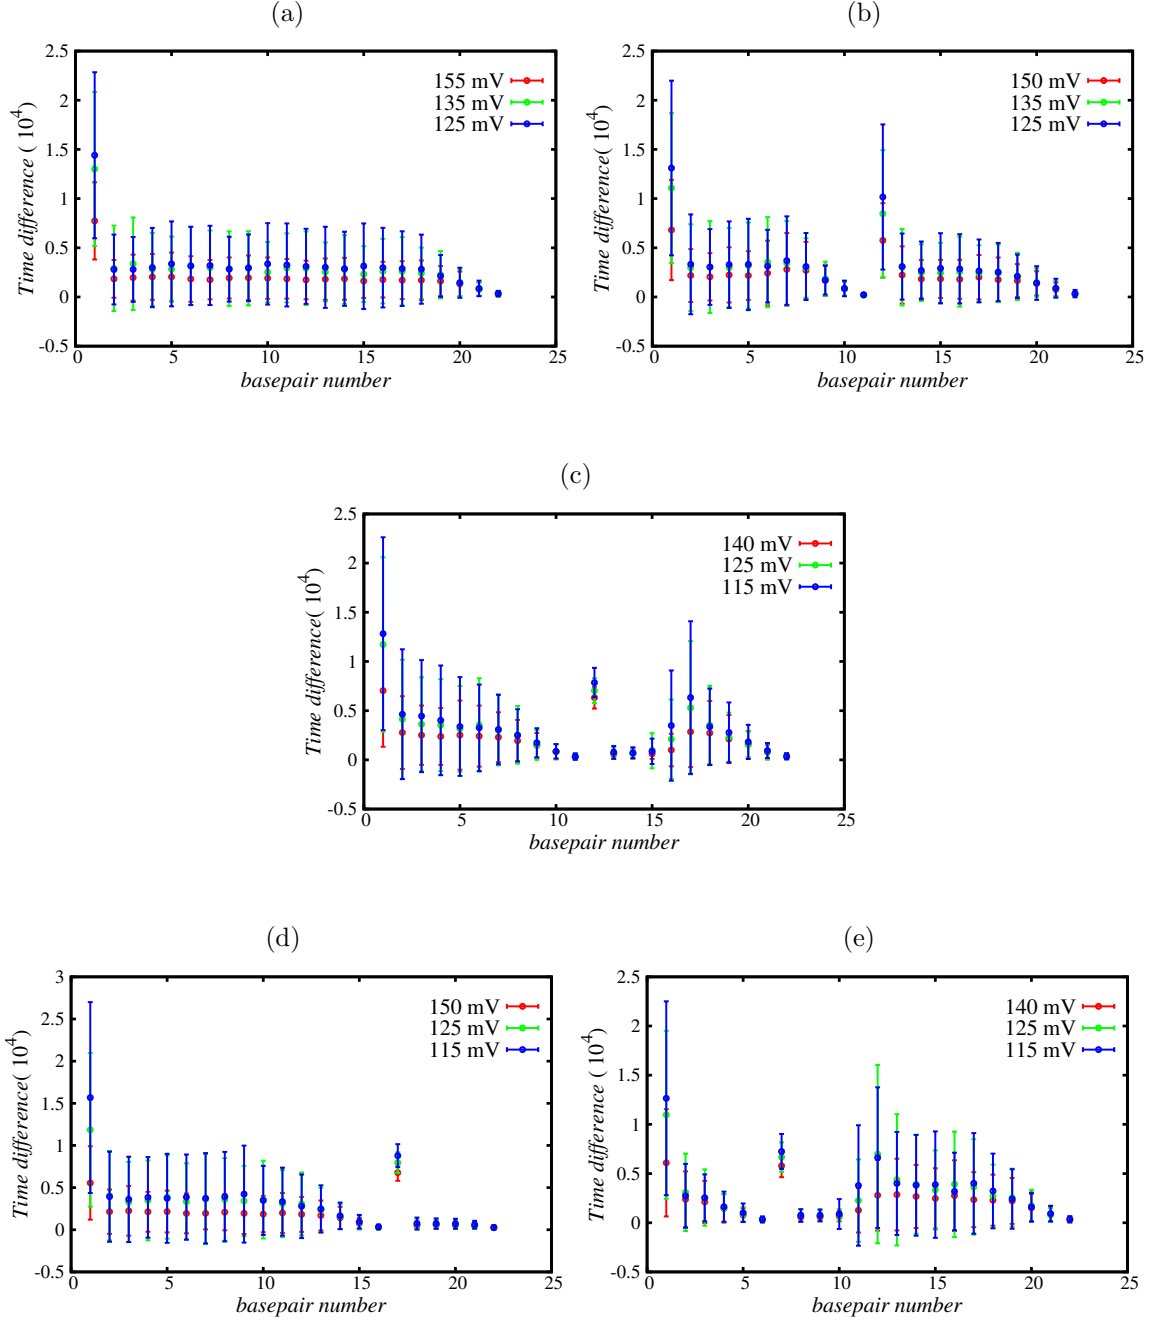 (a)
Time difference ( 10^4)
2.5
2
1.5
1
0.5
0
-0.5
0 5 10 15 20 25
basepair number
155 mV
135 mV
125 mV
(b)
Time difference( 10^4)
2.5
2
1.5
1
0.5
0
-0.5
0 5 10 15 20 25
basepair number
150 mV
135 mV
125 mV
(c)
Time difference( 10^4)
2.5
2
1.5
1
0.5
0
-0.5
0 5 10 15 20 25
basepair number
140 mV
125 mV
115 mV
(d)
Time difference( 10^4)
3
2.5
2
1.5
1
0.5
0
-0.5
0 5 10 15 20 25
basepair number
150 mV
125 mV
115 mV
(e)
Time difference ( 10^4)
2.5
2
1.5
1
0.5
0
-0.5
0 5 10 15 20 25
basepair number
140 mV
125 mV
115 mV